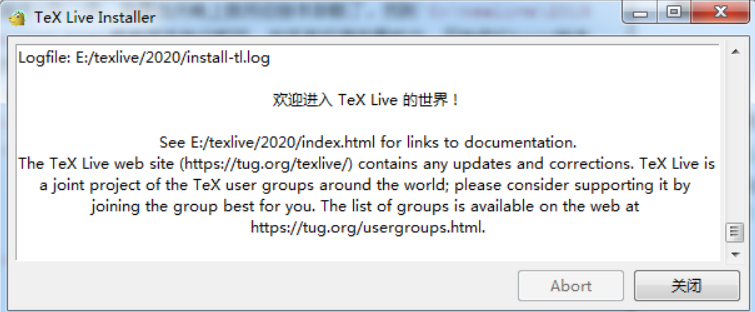 TeX Live Installer
Logfile: E:/texlive/2020/install-tl.log
欢迎进入 TeX Live 的世界！
See E:/texlive/2020/index.html for links to documentation.
The TeX Live web site (https://tug.org/texlive/) contains any updates and corrections. TeX Live is
a joint project of the TeX user groups around the world; please consider supporting it by
joining the group best for you. The list of groups is available on the web at
https://tug.org/usergroups.html.
Abort
关闭